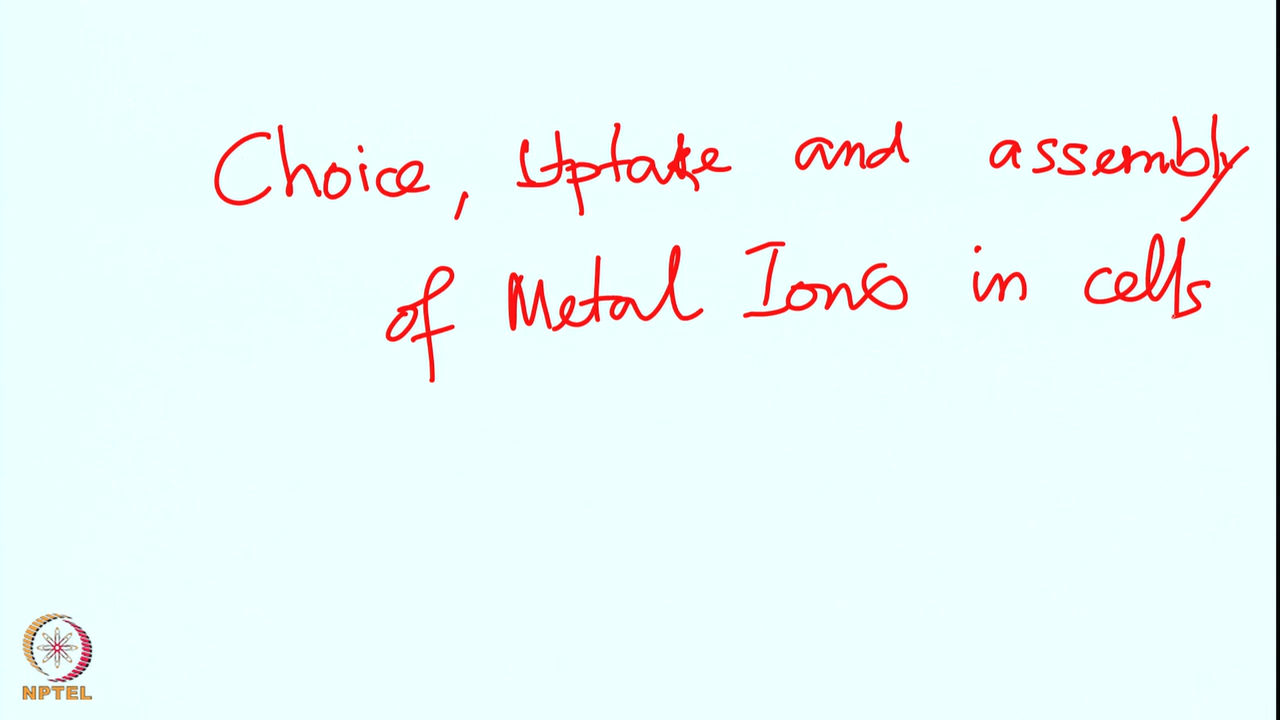 Choice, Uptake and assembly
of Metal Ions in cells
NPTEL